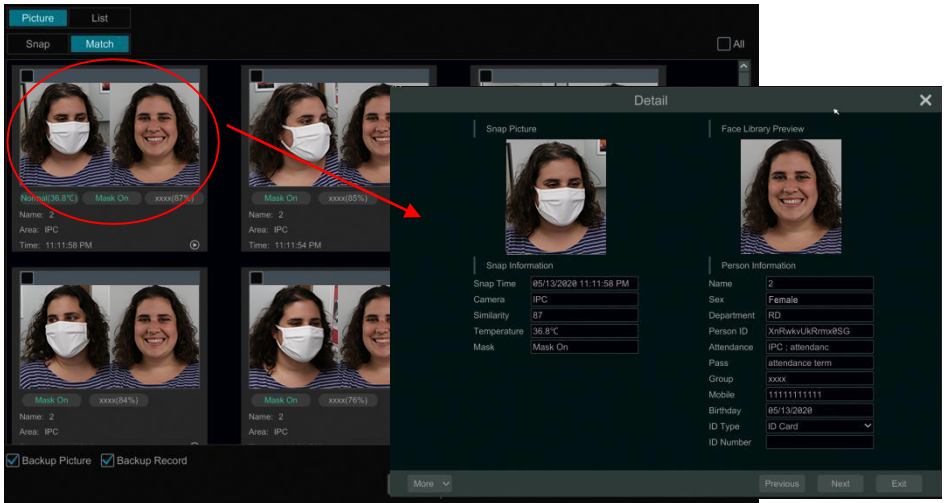 Picture List
Snap Match
All
Normal(36.8℃) Mask On xxxx(87%)
Name: 2
Area: IPC
Time: 11:11:58 PM
Mask On xxxx(85%)
Name: 2
Area: IPC
Time: 11:11:54 PM
Mask On xxxx(84%)
Name: 2
Area: IPC
Mask On xxxx(76%)
Name: 2
Area: IPC
Backup Picture Backup Record
Detail
Snap Picture
Snap Information
Snap Time 05/13/2020 11:11:58 PM
Camera IPC
Similarity 87
Temperature 36.8℃
Mask Mask On
Face Library Preview
Person Information
Name 2
Sex Female
Department RD
Person ID XnRwkvUkRrmx0SG
Attendance IPC ; attendanc
Pass attendance term
Group xxxx
Mobile 11111111111
Birthday 05/13/2020
ID Type ID Card
ID Number
More Previous Next Exit